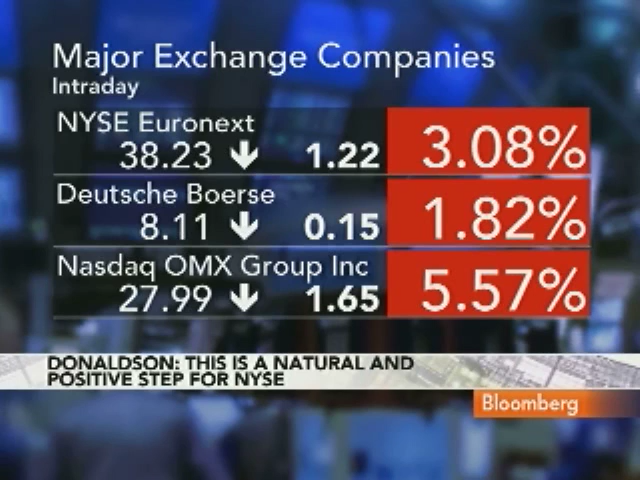 Major Exchange Companies
Intraday
NYSE Euronext
38.23 ↓ 1.22 3.08%
Deutsche Boerse
8.11 ↓ 0.15 1.82%
Nasdaq OMX Group Inc
27.99 ↓ 1.65 5.57%
DONALDSON: THIS IS A NATURAL AND
POSITIVE STEP FOR NYSE
Bloomberg